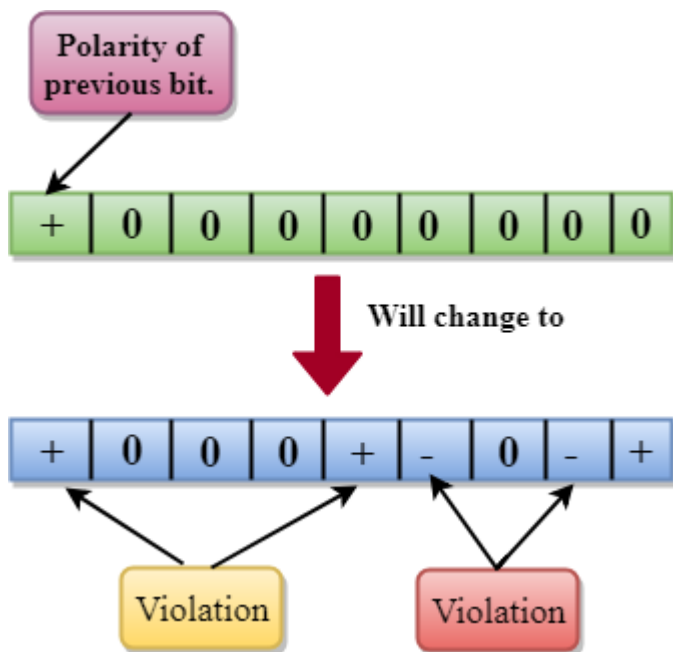 Polarity of
previous bit.
+ 0 0 0 0 0 0 0 0
Will change to
+ 0 0 0 + - 0 - +
Violation Violation